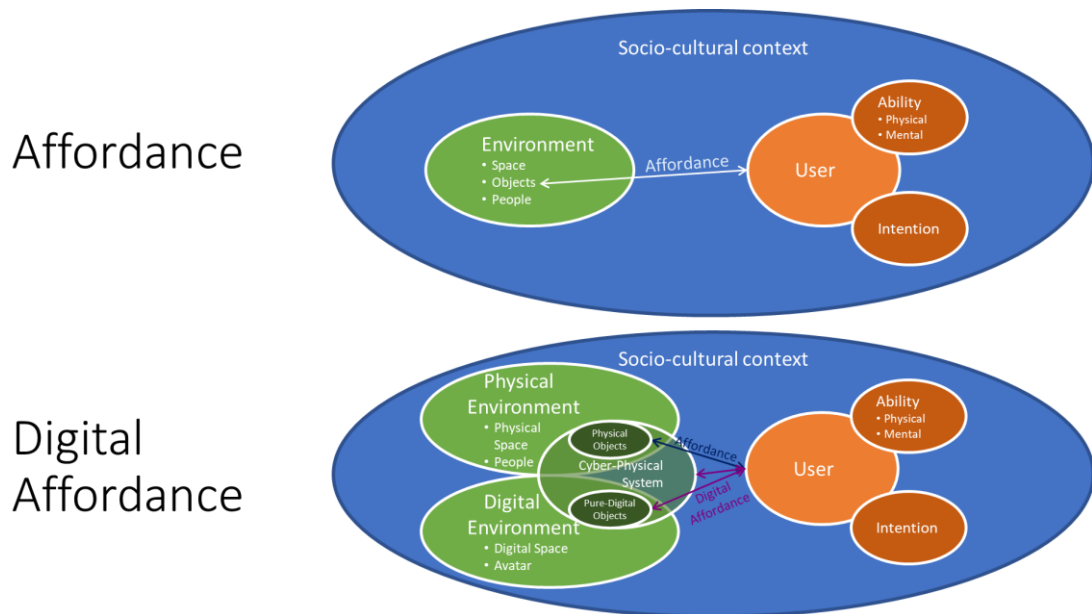 Affordance
Socio-cultural context
Environment
• Space
• Objects
• People
Affordance
User
Ability
• Physical
• Mental
Intention
Digital
Affordance
Socio-cultural context
Physical
Environment
• Physical
Space
• People
Physical
Objects
Cyber-Physical
System
Pure-Digital
Objects
Digital
Environment
• Digital Space
• Avatar
Affordance
Digital
Affordance
User
Ability
• Physical
• Mental
Intention